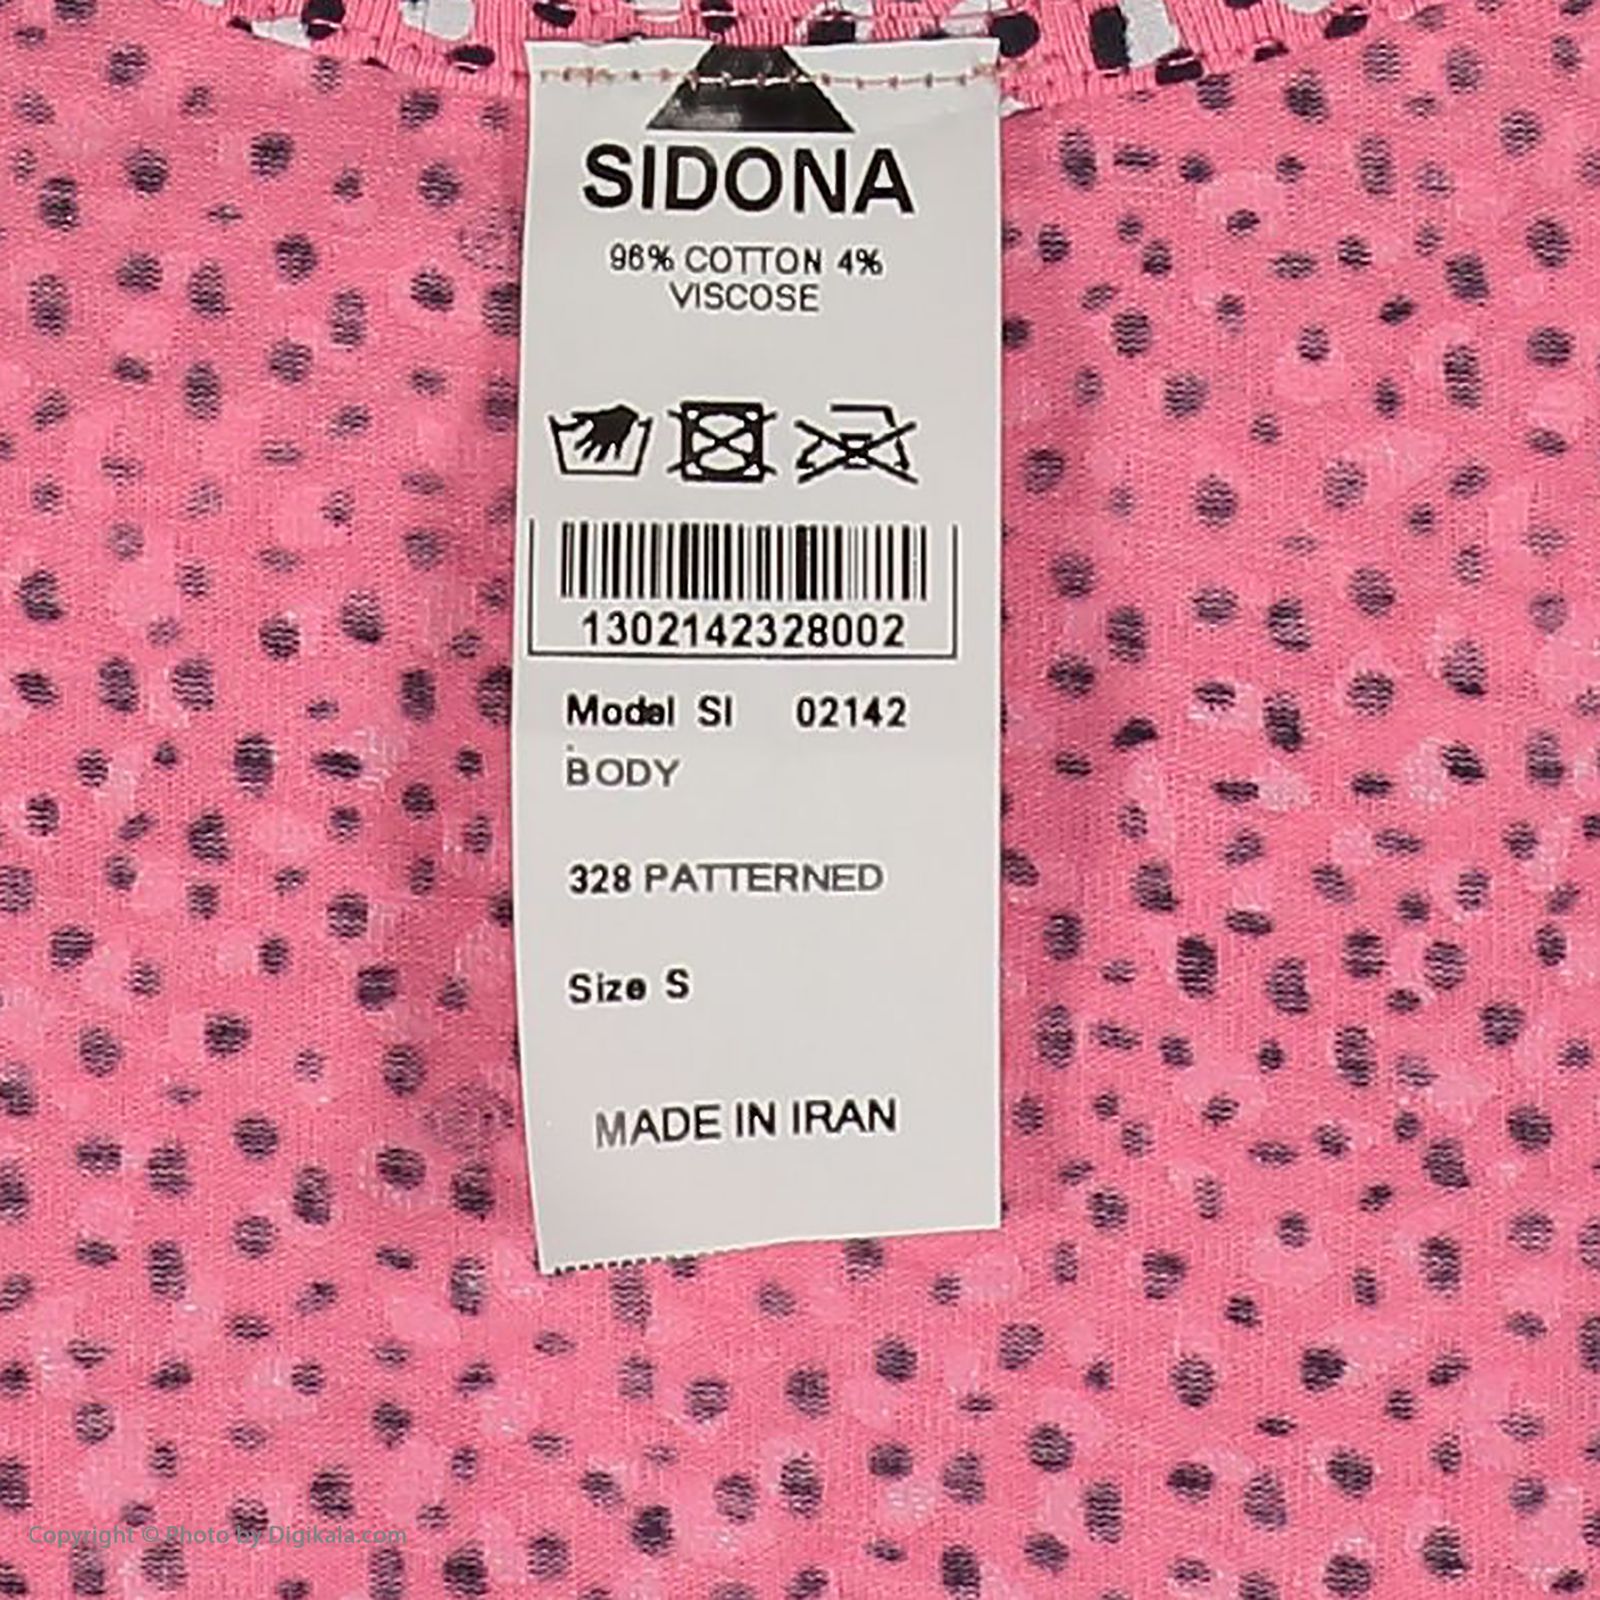 SIDONA
96% COTTON 4%
VISCOSE
1302142328002
Model SI 02142
BODY
328 PATTERNED
Size S
MADE IN IRAN
Copyright © Photo by Digikala.com